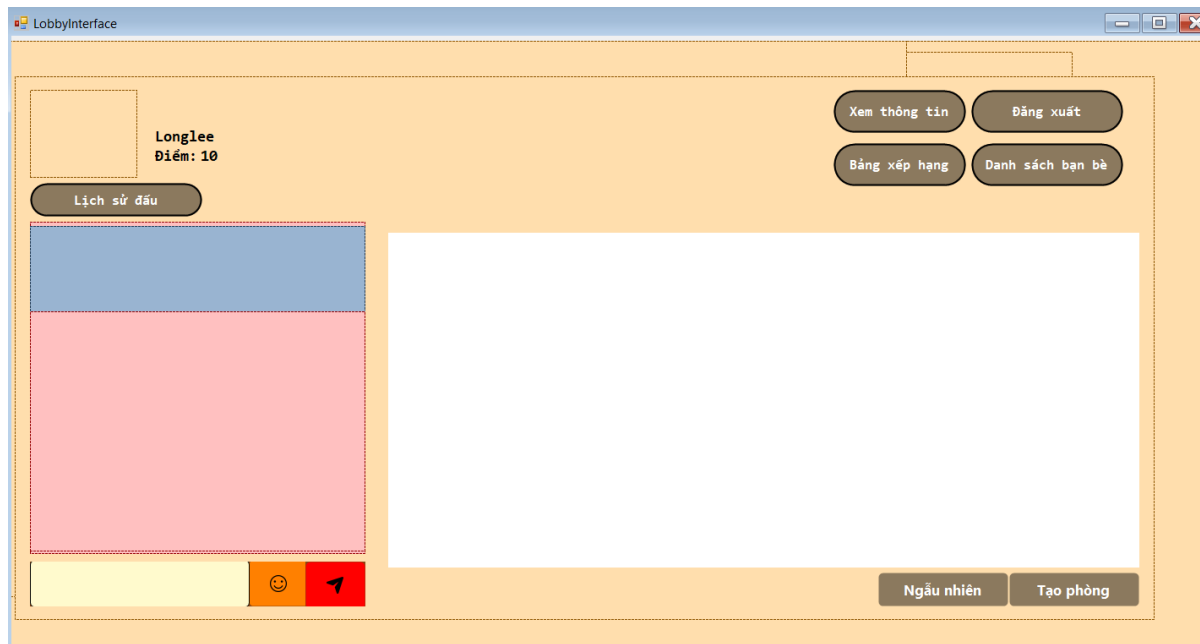 LobbyInterface
Longlee
Điểm: 10
Xem thông tin
Đăng xuất
Bảng xếp hạng
Danh sách bạn bè
Lịch sử đấu
Ngẫu nhiên
Tạo phòng